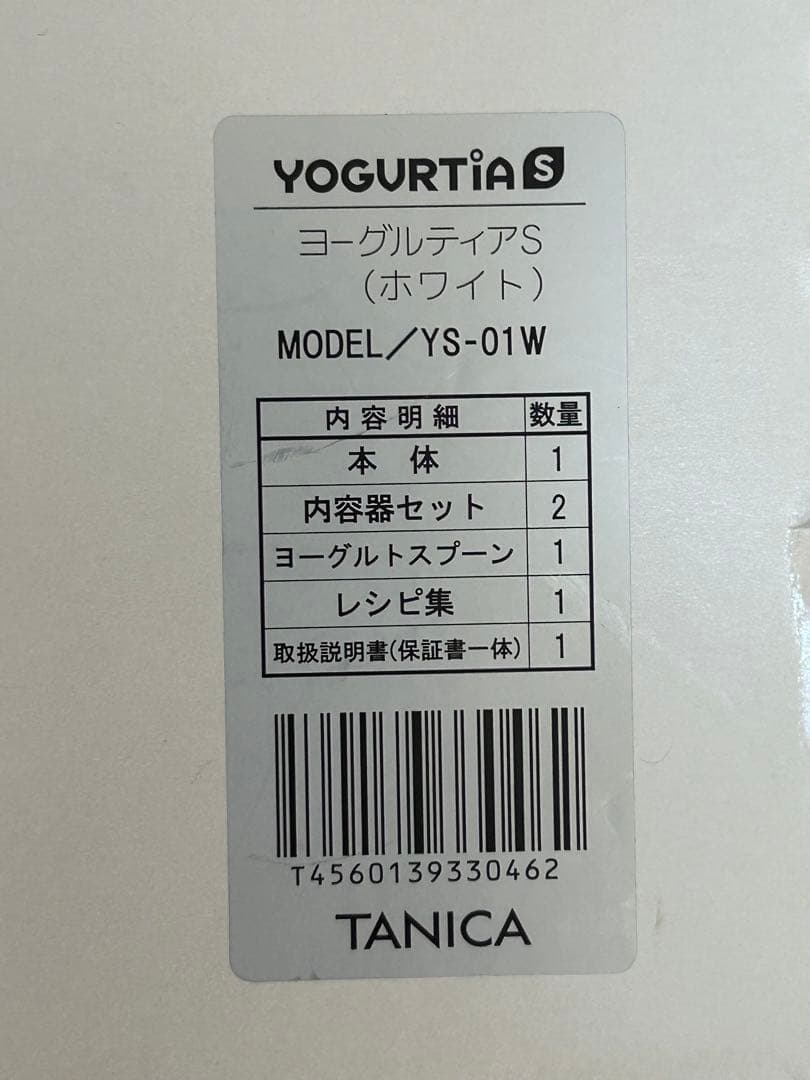 YOGURTiA S
ヨーグルティアS
(ホワイト)
MODEL／YS-01W
内容明細 数量
本体 1
内容器セット 2
ヨーグルトスプーン 1
レシピ集 1
取扱説明書(保証書一体) 1
T4560139330462
TANICA